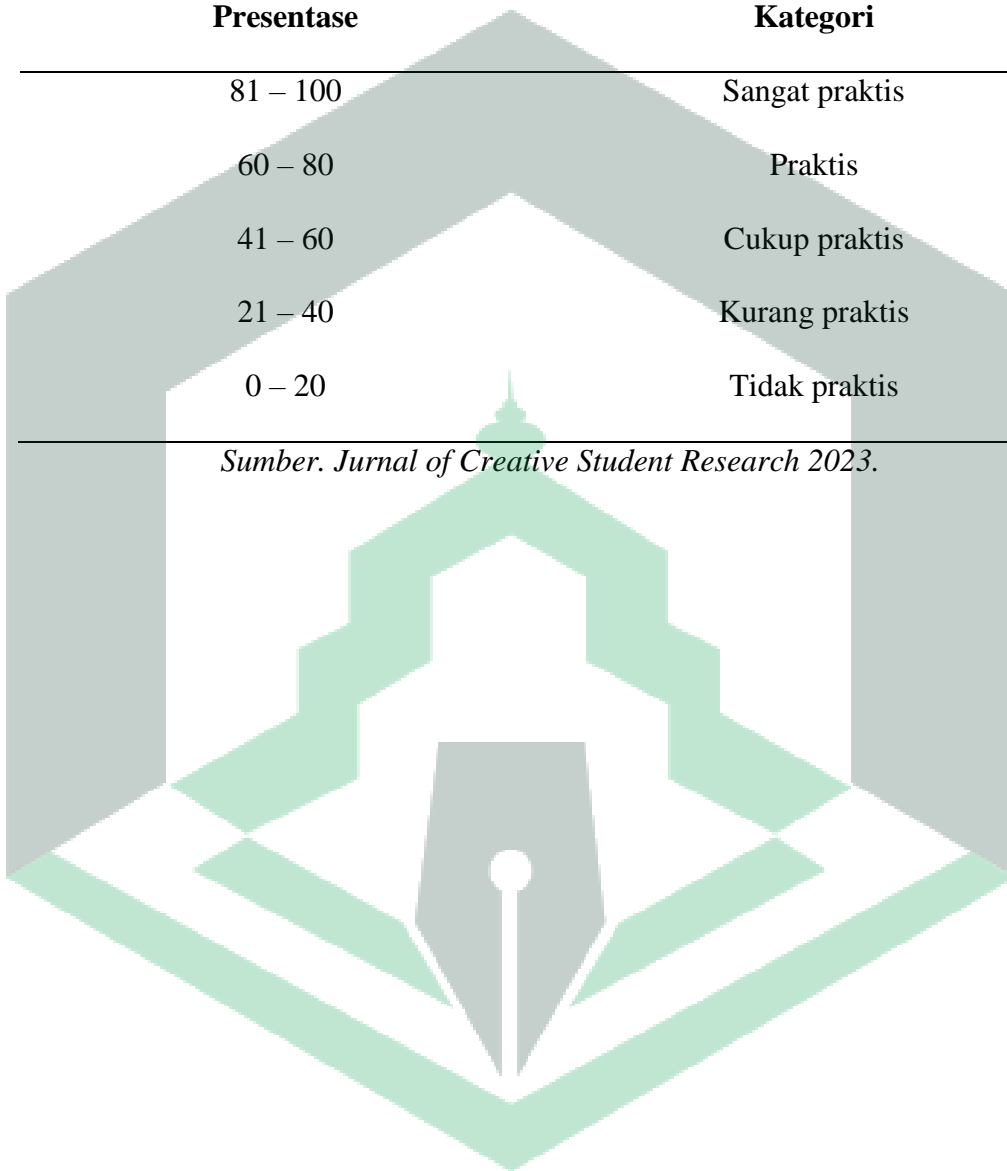 Presentase Kategori
81 – 100 Sangat praktis
60 – 80 Praktis
41 – 60 Cukup praktis
21 – 40 Kurang praktis
0 – 20 Tidak praktis
Sumber. Jurnal of Creative Student Research 2023.